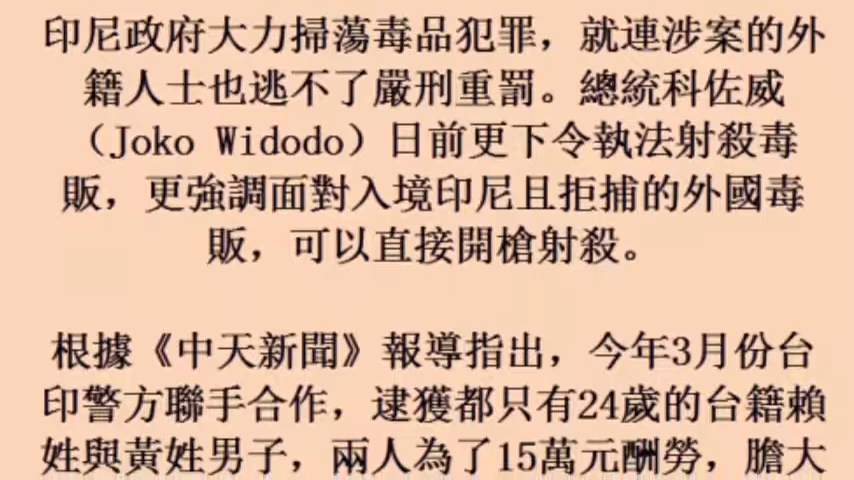 印尼政府大力掃蕩毒品犯罪，就連涉案的外
籍人士也逃不了嚴刑重罰。總統科佐威
（Joko Widodo）日前更下令執法射殺毒
販，更強調面對入境印尼且拒捕的外國毒
販，可以直接開槍射殺。
根據《中天新聞》報導指出，今年3月份台
印警方聯手合作，逮獲都只有24歲的台籍賴
姓與黃姓男子，兩人為了15萬元酬勞，膽大